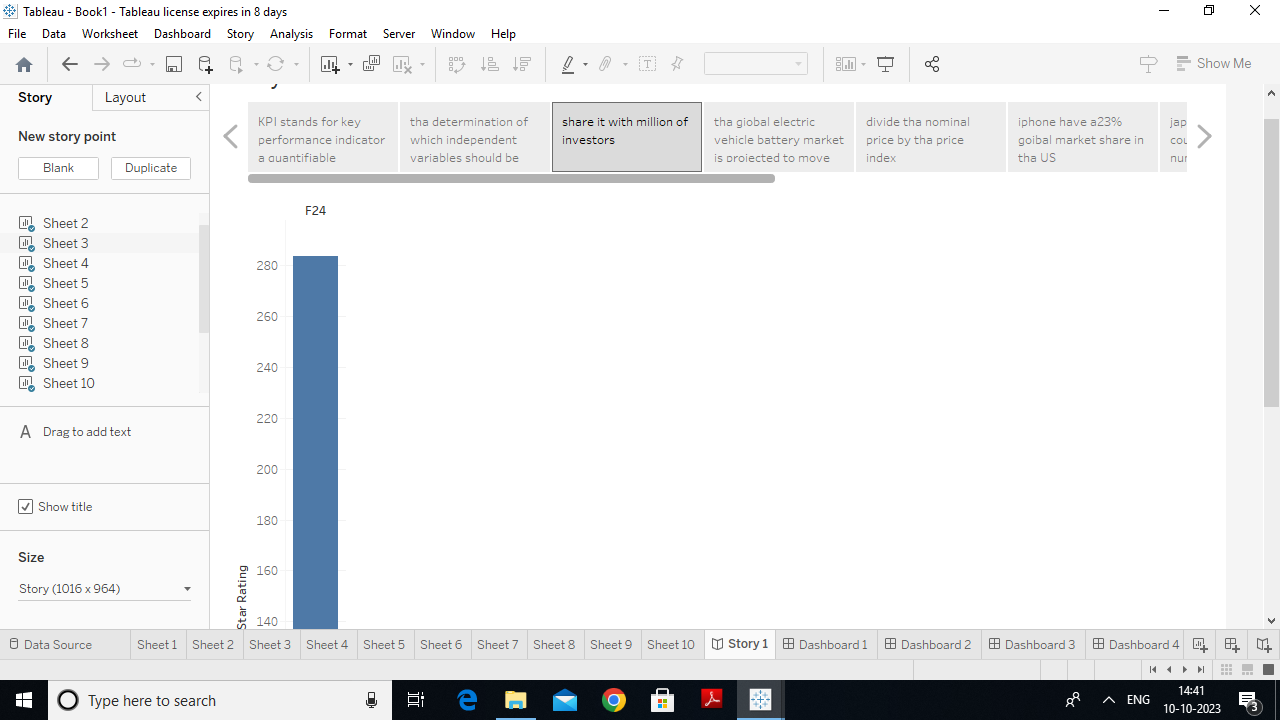 Tableau - Book1 - Tableau license expires in 8 days
File Data Worksheet Dashboard Story Analysis Format Server Window Help
Show Me
Story Layout
New story point
Blank Duplicate
Sheet 2
Sheet 3
Sheet 4
Sheet 5
Sheet 6
Sheet 7
Sheet 8
Sheet 9
Sheet 10
A Drag to add text
Show title
Size
Story (1016 x 964)
KPI stands for key
performance indicator
a quantifiable
tha determination of
which independent
variables should be
share it with million of
investors
tha giobal electric
vehicle battery market
is projected to move
divide tha nominal
price by tha price
index
iphone have a23%
goibal market share in
tha US
jap
cou
nur
F24
280
260
240
220
200
180
160
140
Star Rating
Data Source Sheet 1 Sheet 2 Sheet 3 Sheet 4 Sheet 5 Sheet 6 Sheet 7 Sheet 8 Sheet 9 Sheet 10 Story 1 Dashboard 1 Dashboard 2 Dashboard 3 Dashboard 4
Type here to search
ENG
14:41
10-10-2023
3